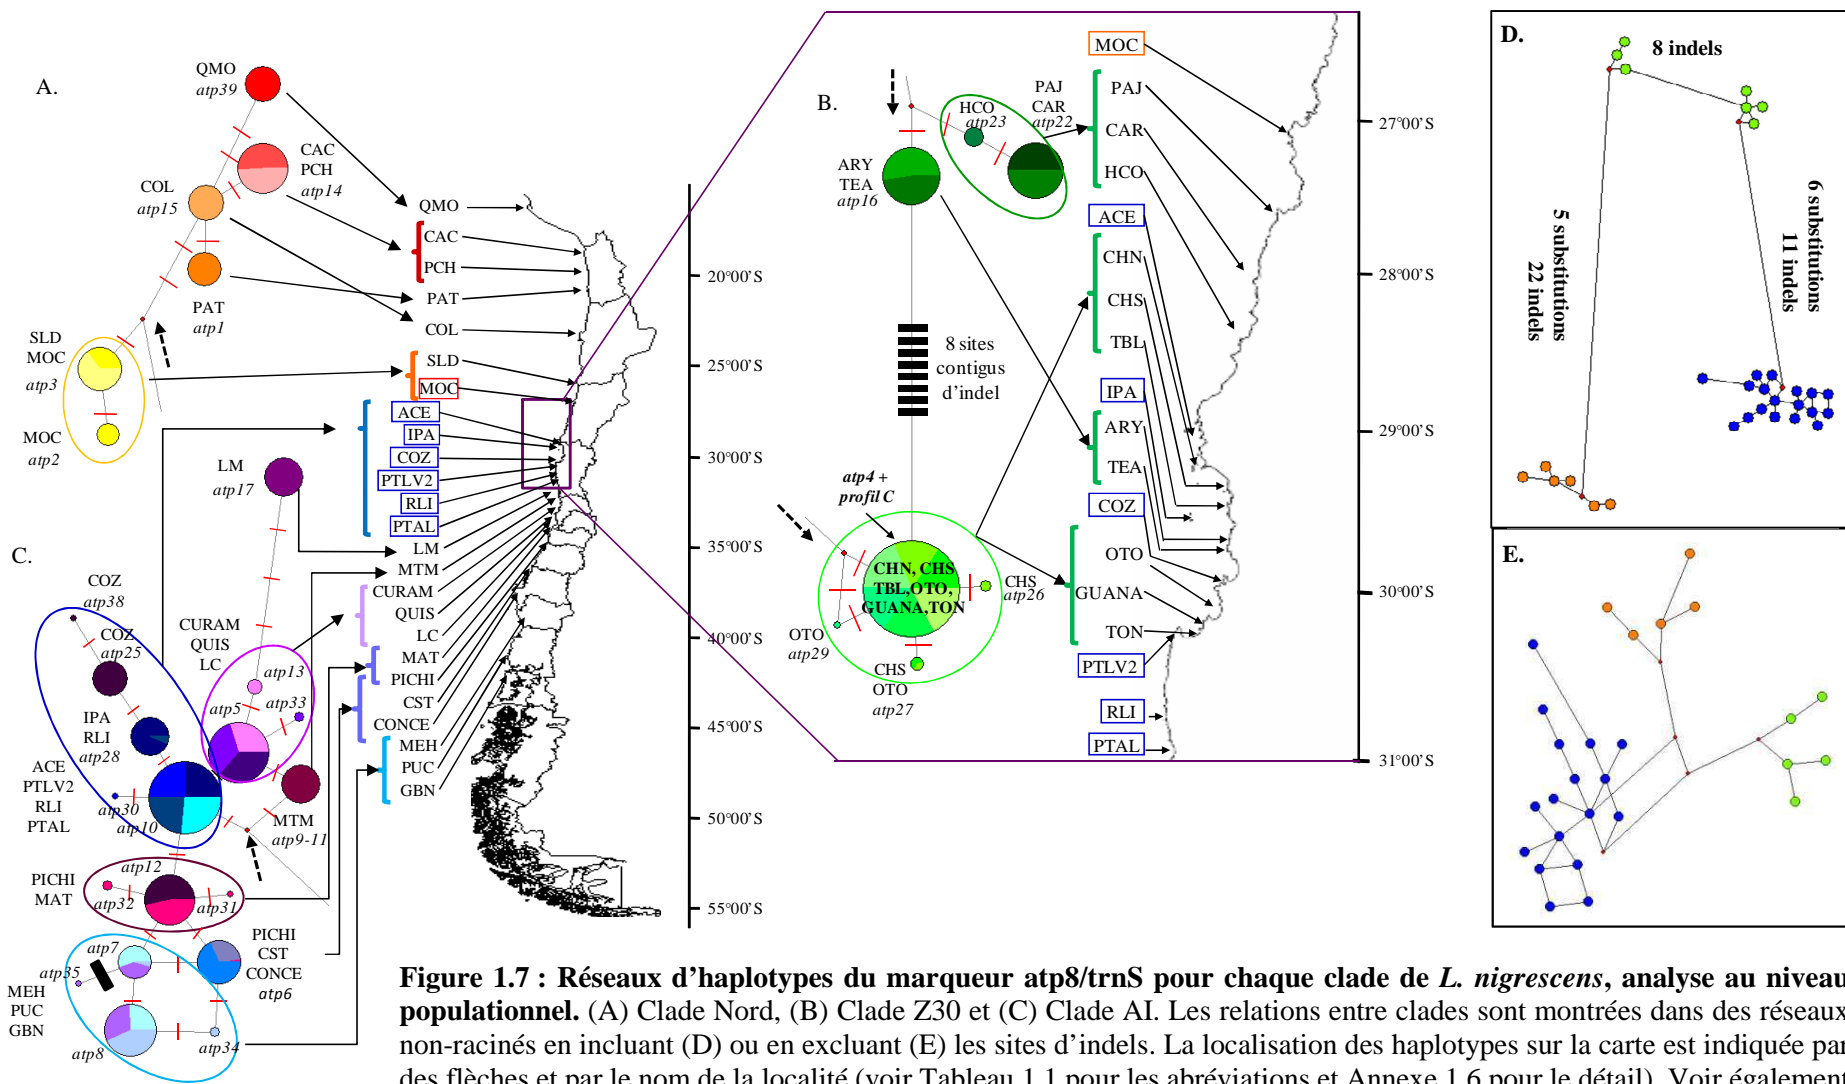 A.
QMO
atp39
CAC
PCH
atp14
COL
atp15
PAT
atp1
SLD
MOC
atp3
MOC
atp2
QMO
CAC
PCH
PAT
COL
SLD
MOC
ACE
IPA
COZ
PTLV2
RLI
PTAL
LM
MTM
CURAM
QUIS
LC
MAT
PICHI
CST
CONCE
MEH
PUC
GBN
20°00'S
25°00'S
30°00'S
35°00'S
40°00'S
45°00'S
50°00'S
55°00'S
B.
HCO
atp23
PAJ
CAR
atp22
ARY
TEA
atp16
8 sites
contigus
d'indel
atp4 +
profil C
CHN, CHS
TBL,OTO,
GUANA,TON
CHS
atp26
OTO
atp29
CHS
OTO
atp27
MOC
PAJ
CAR
HCO
ACE
CHN
CHS
TBL
IPA
ARY
TEA
COZ
OTO
GUANA
TON
PTLV2
RLI
PTAL
27°00'S
28°00'S
29°00'S
30°00'S
31°00'S
C.
LM
atp17
COZ
atp38
COZ
atp25
CURAM
QUIS
LC
atp13
atp33
atp5
IPA
RLI
atp28
ACE
PTLV2
RLI
PTAL
atp30
atp10
MTM
atp9-11
atp12
PICHI
MAT
atp32
atp31
atp7
PICHI
CST
CONCE
atp6
atp35
MEH
PUC
GBN
atp8
atp34
D.
8 indels
5 substitutions
22 indels
6 substitutions
11 indels
E.
Figure 1.7 : Réseaux d'haplotypes du marqueur atp8/trnS pour chaque clade de L. nigrescens, analyse au niveau
populationnel. (A) Clade Nord, (B) Clade Z30 et (C) Clade AI. Les relations entre clades sont montrées dans des réseaux
non-racinés en incluant (D) ou en excluant (E) les sites d'indels. La localisation des haplotypes sur la carte est indiquée par
des flèches et par le nom de la localité (voir Tableau 1.1 pour les abréviations et Annexe 1.6 pour le détail). Voir également